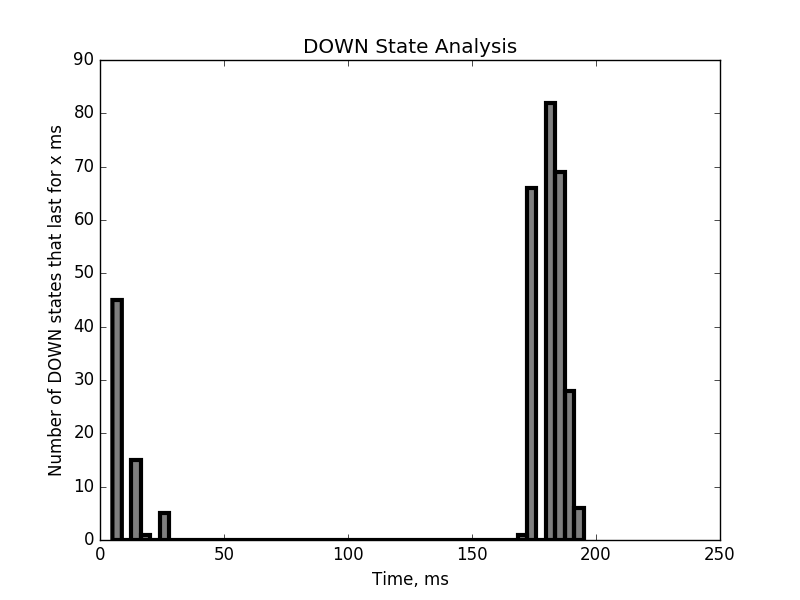 DOWN State Analysis
Number of DOWN states that last for x ms
90
80
70
60
50
40
30
20
10
0
0 50 100 150 200 250
Time, ms